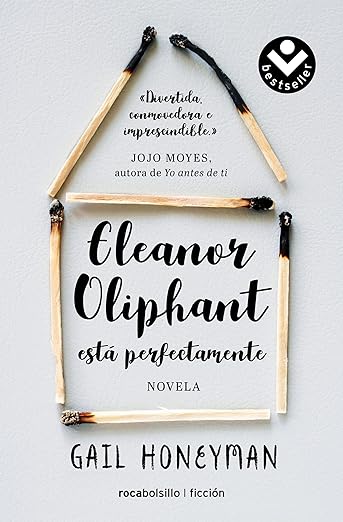 bestseller
«Divertida,
conmovedora e
imprescindible.»
JOJO MOYES,
autora de Yo antes de ti
Eleanor
Oliphant
está perfectamente
NOVELA
GAIL HONEYMAN
rocabolsillo | ficción